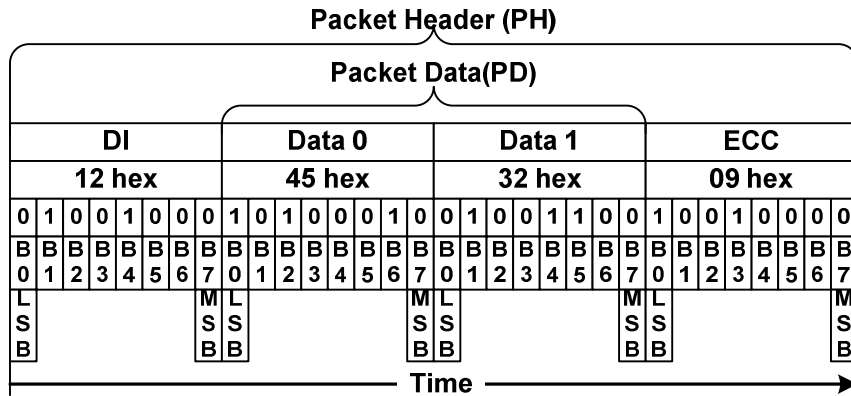 Packet Header (PH)
Packet Data(PD)
DI Data 0 Data 1 ECC
12 hex 45 hex 32 hex 09 hex
0 1 0 0 1 0 0 0 1 0 1 0 0 0 1 0 0 1 0 0 1 1 0 0 1 0 0 1 0 0 0 0
B0 B1 B2 B3 B4 B5 B6 B7 B0 B1 B2 B3 B4 B5 B6 B7 B0 B1 B2 B3 B4 B5 B6 B7 B0 B1 B2 B3 B4 B5 B6 B7
LSB MSB LSB MSB LSB MSB LSB MSB
Time